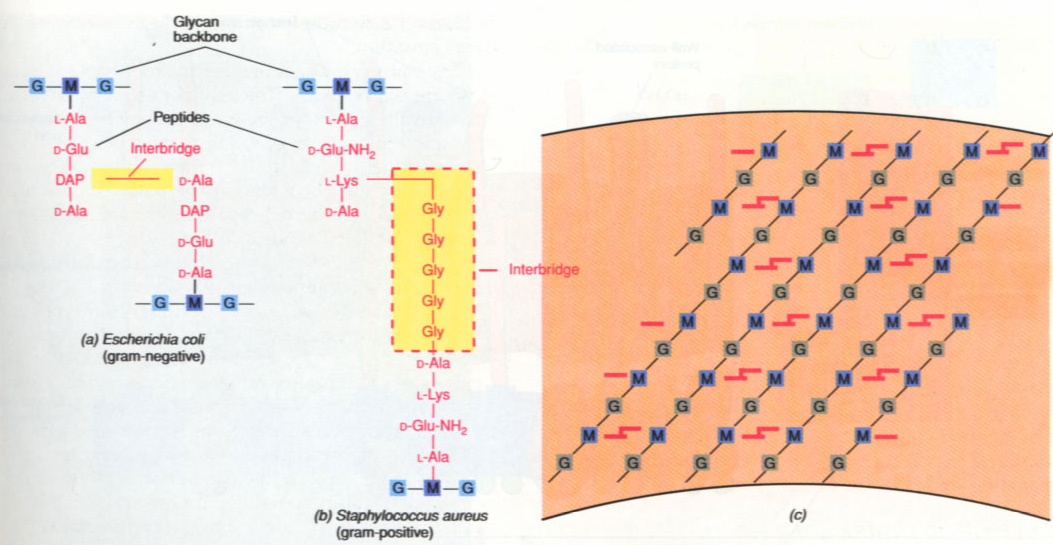 Glycan
backbone
G M G
G M G
L-Ala
Peptides
L-Ala
D-Glu
D-Glu-NH2
Interbridge
DAP
D-Ala
L-Lys
D-Ala
DAP
D-Ala
Gly
D-Glu
Gly
D-Ala
Gly
Interbridge
G M G
Gly
Gly
(a) Escherichia coli
(gram-negative)
D-Ala
L-Lys
D-Glu-NH2
L-Ala
G M G
(b) Staphylococcus aureus
(gram-positive)
M M M M
G G G G
M M M M M
G G G G
M M M M
G G G G
M M M M M
G G G G G
M M M M M
G G G G G
M M M M M
G G G G G
(c)